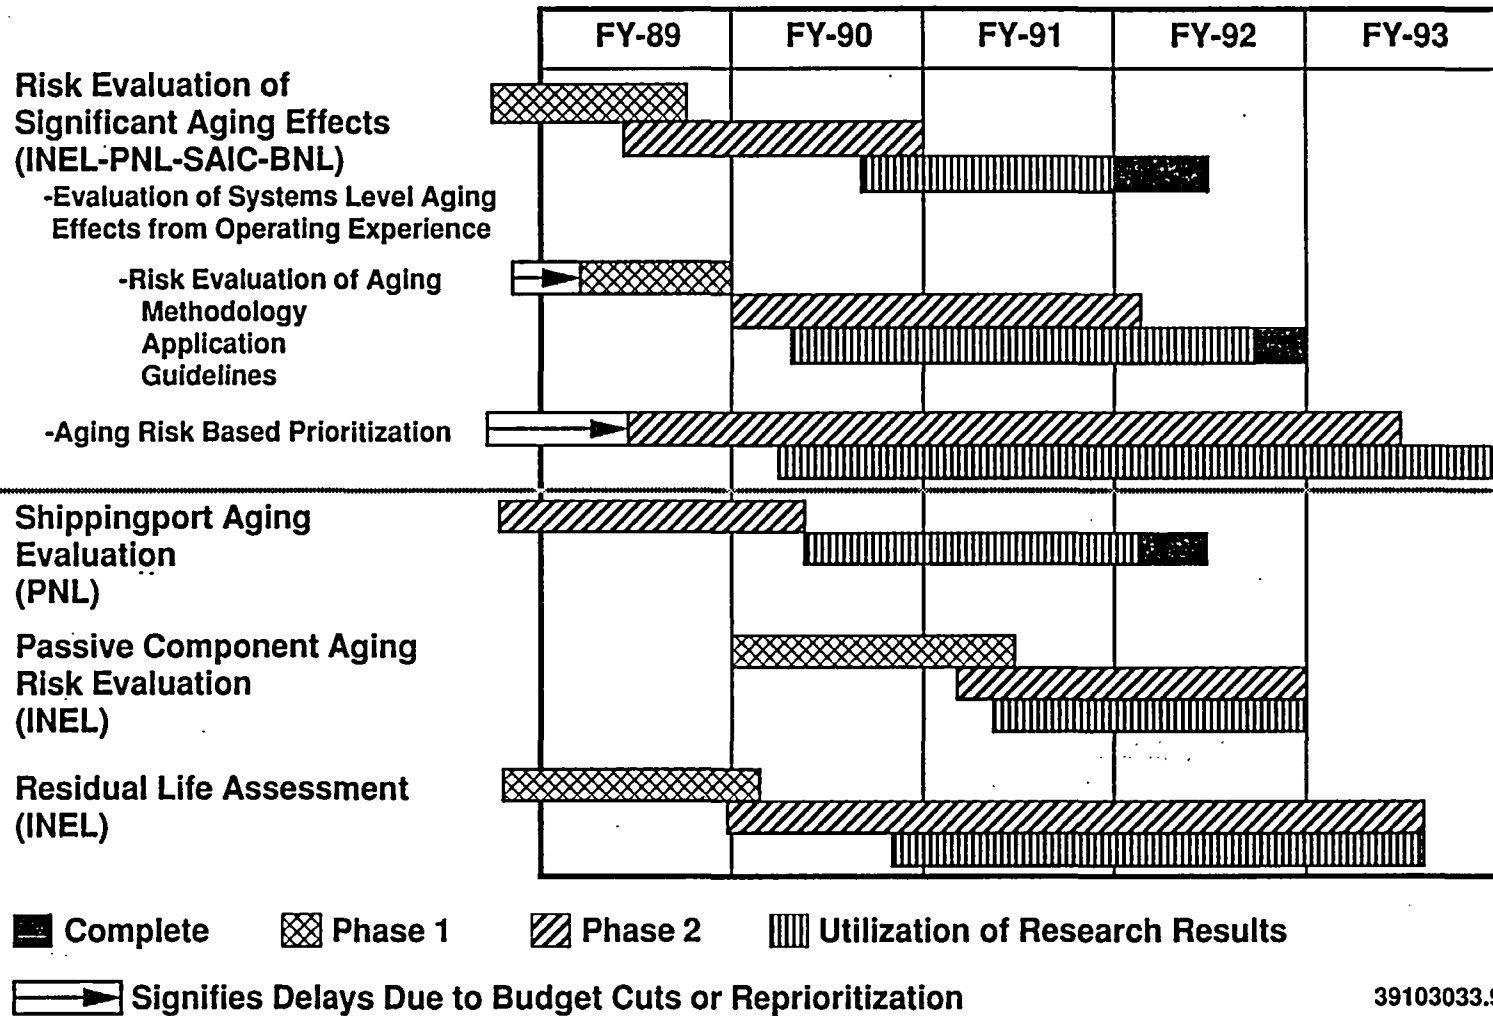 FY-89 FY-90 FY-91 FY-92 FY-93
Risk Evaluation of
Significant Aging Effects
(INEL-PNL-SAIC-BNL)
-Evaluation of Systems Level Aging
Effects from Operating Experience
-Risk Evaluation of Aging
Methodology
Application
Guidelines
-Aging Risk Based Prioritization
Shippingport Aging
Evaluation
(PNL)
Passive Component Aging
Risk Evaluation
(INEL)
Residual Life Assessment
(INEL)
Complete Phase 1 Phase 2 Utilization of Research Results
Signifies Delays Due to Budget Cuts or Reprioritization
39103033.9